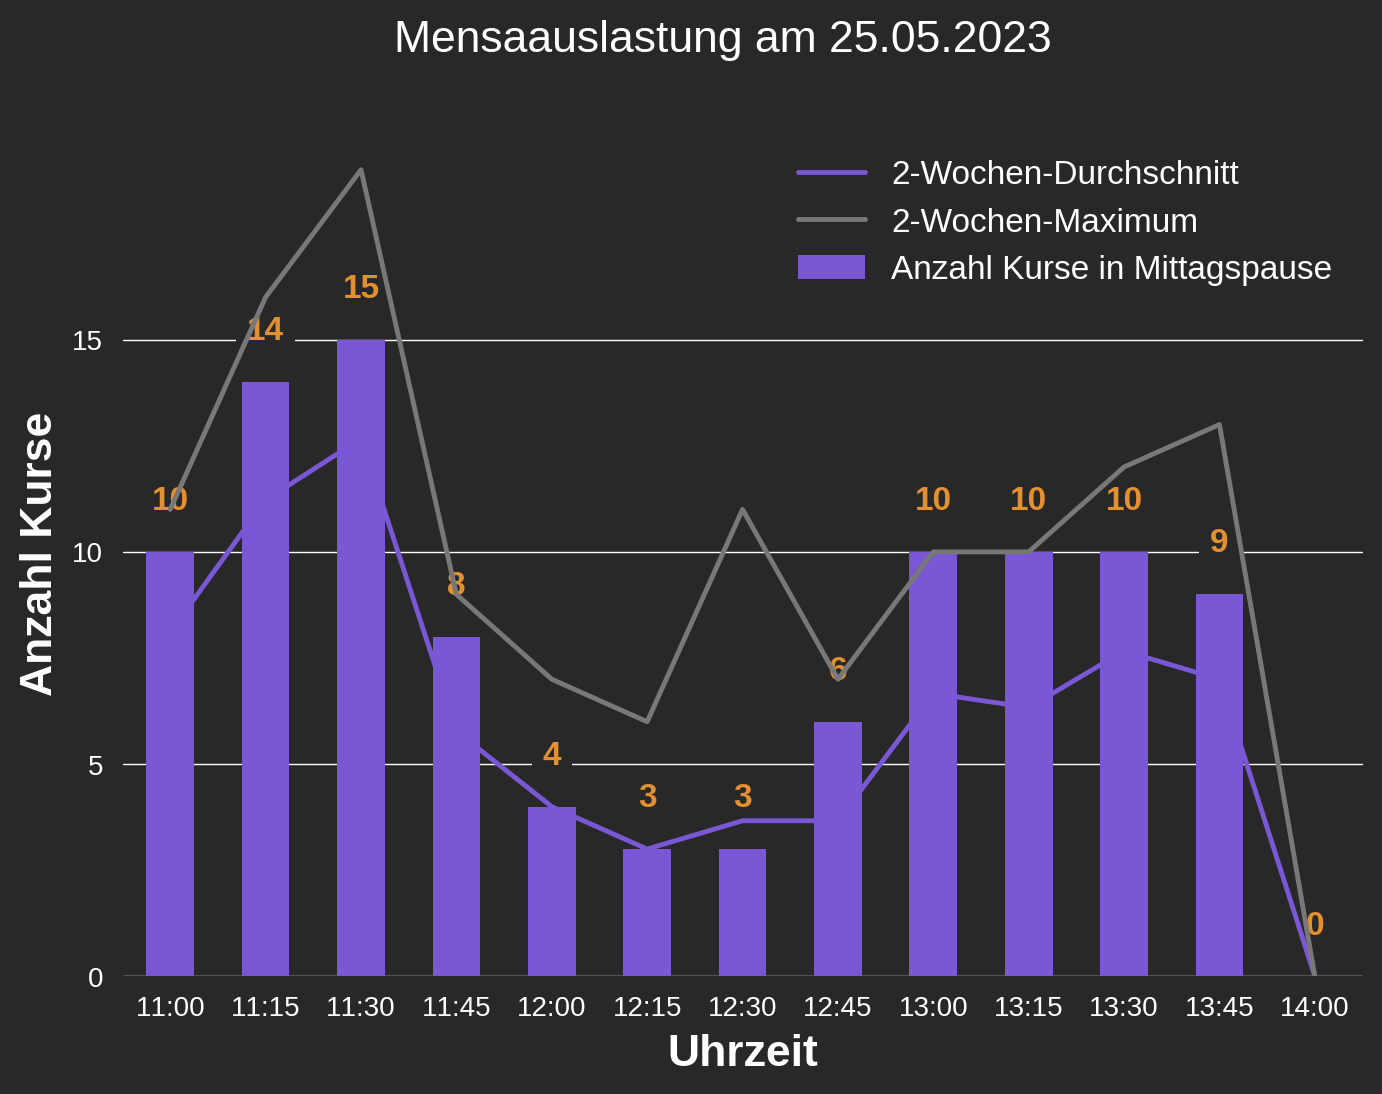 Mensaauslastung am 25.05.2023
2-Wochen-Durchschnitt
2-Wochen-Maximum
Anzahl Kurse in Mittagspause
Anzahl Kurse
15
10
5
0
10
14
15
8
4
3
3
6
10
10
10
9
0
11:00 11:15 11:30 11:45 12:00 12:15 12:30 12:45 13:00 13:15 13:30 13:45 14:00
Uhrzeit